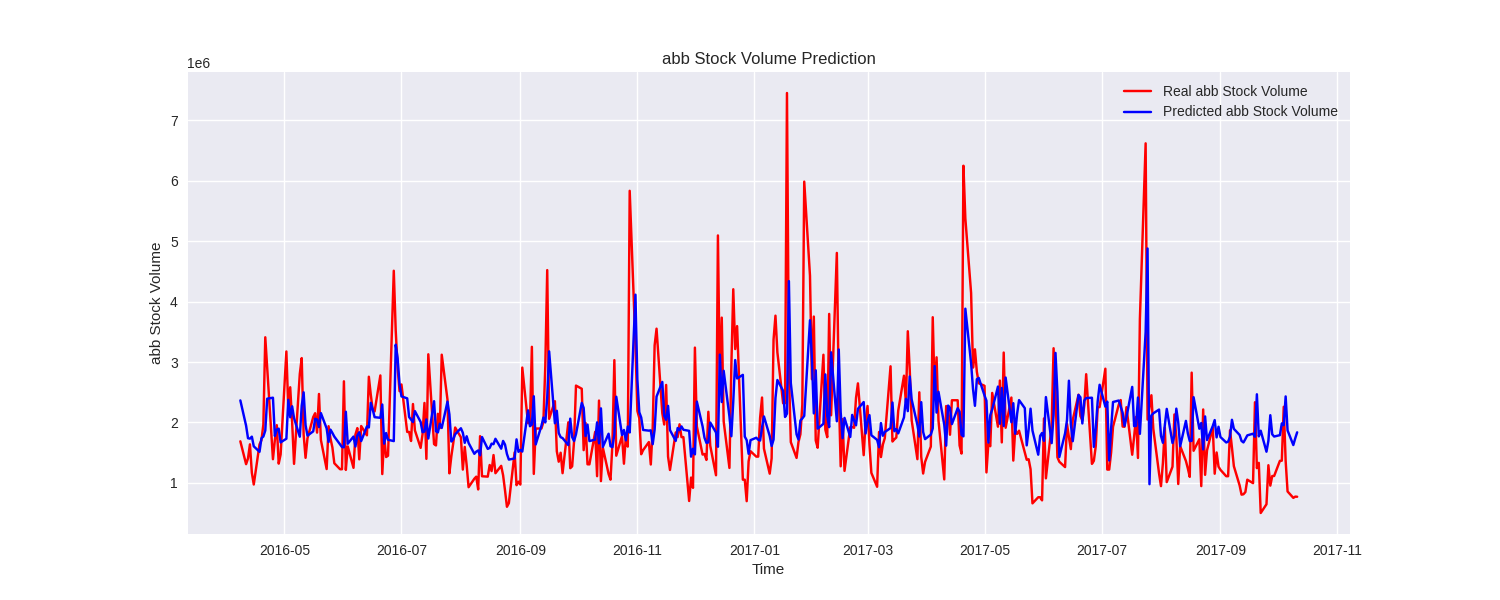 abb Stock Volume Prediction
1e6
Real abb Stock Volume
Predicted abb Stock Volume
7
6
5
4
3
2
1
abb Stock Volume
2016-05 2016-07 2016-09 2016-11 2017-01 2017-03 2017-05 2017-07 2017-09 2017-11
Time